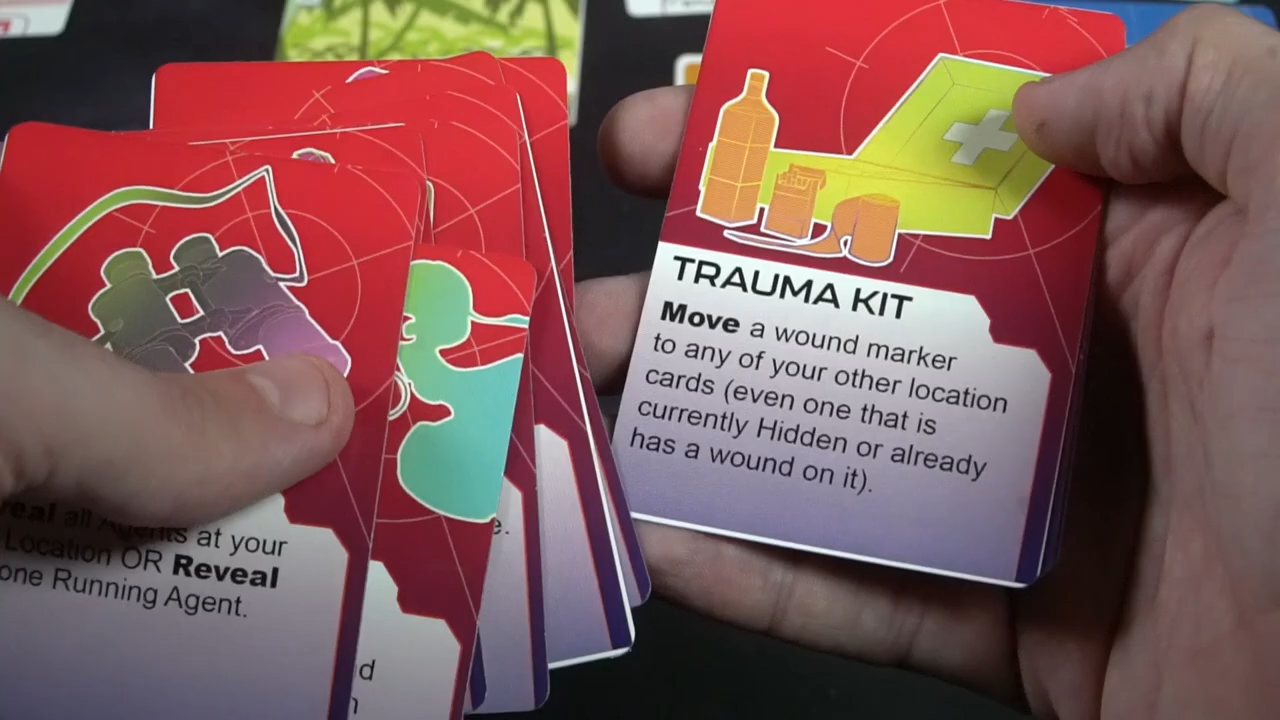 TRAUMA KIT
Move a wound marker
to any of your other location
cards (even one that is
currently Hidden or already
has a wound on it).
all Agents at your
Location OR Reveal
one Running Agent.
e.
d